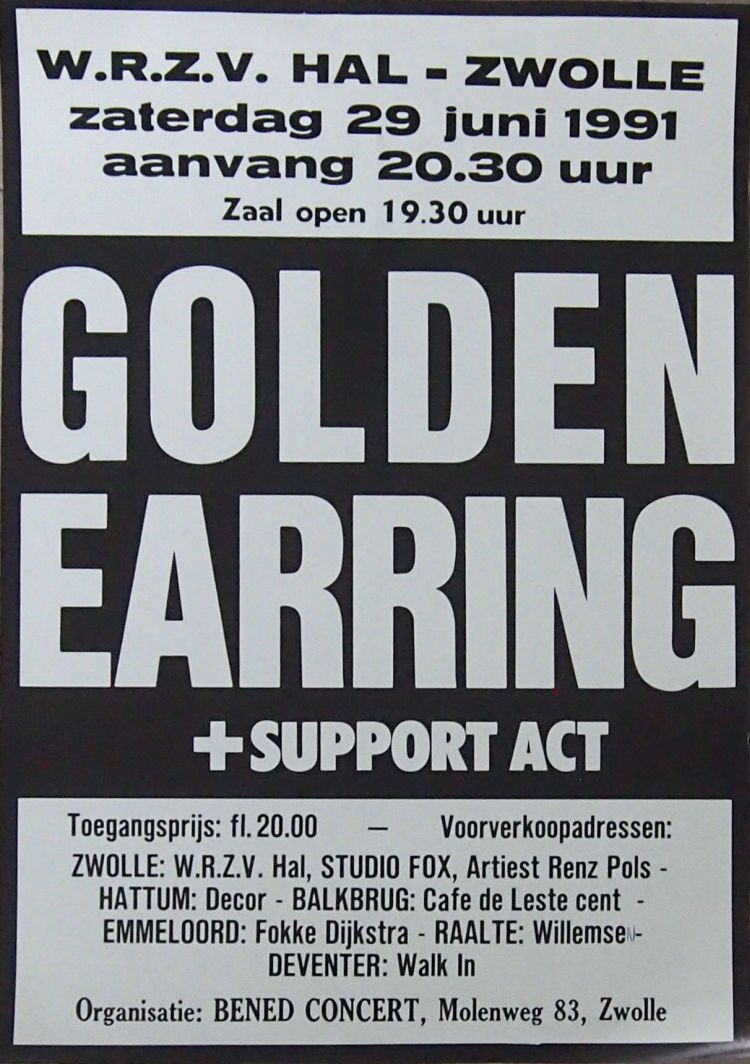 W.R.Z.V. HAL - ZWOLLE
zaterdag 29 juni 1991
aanvang 20.30 uur
Zaal open 19.30 uur
GOLDEN
EARRING
+SUPPORT ACT
Toegangsprijs: fl. 20.00 — Voorverkoopadressen:
ZWOLLE: W.R.Z.V. Hal, STUDIO FOX, Artiest Renz Pols -
HATTUM: Decor - BALKBRUG: Cafe de Leste cent -
EMMELOORD: Fokke Dijkstra - RAALTE: Willemsen-
DEVENTER: Walk In
Organisatie: BENED CONCERT, Molenweg 83, Zwolle